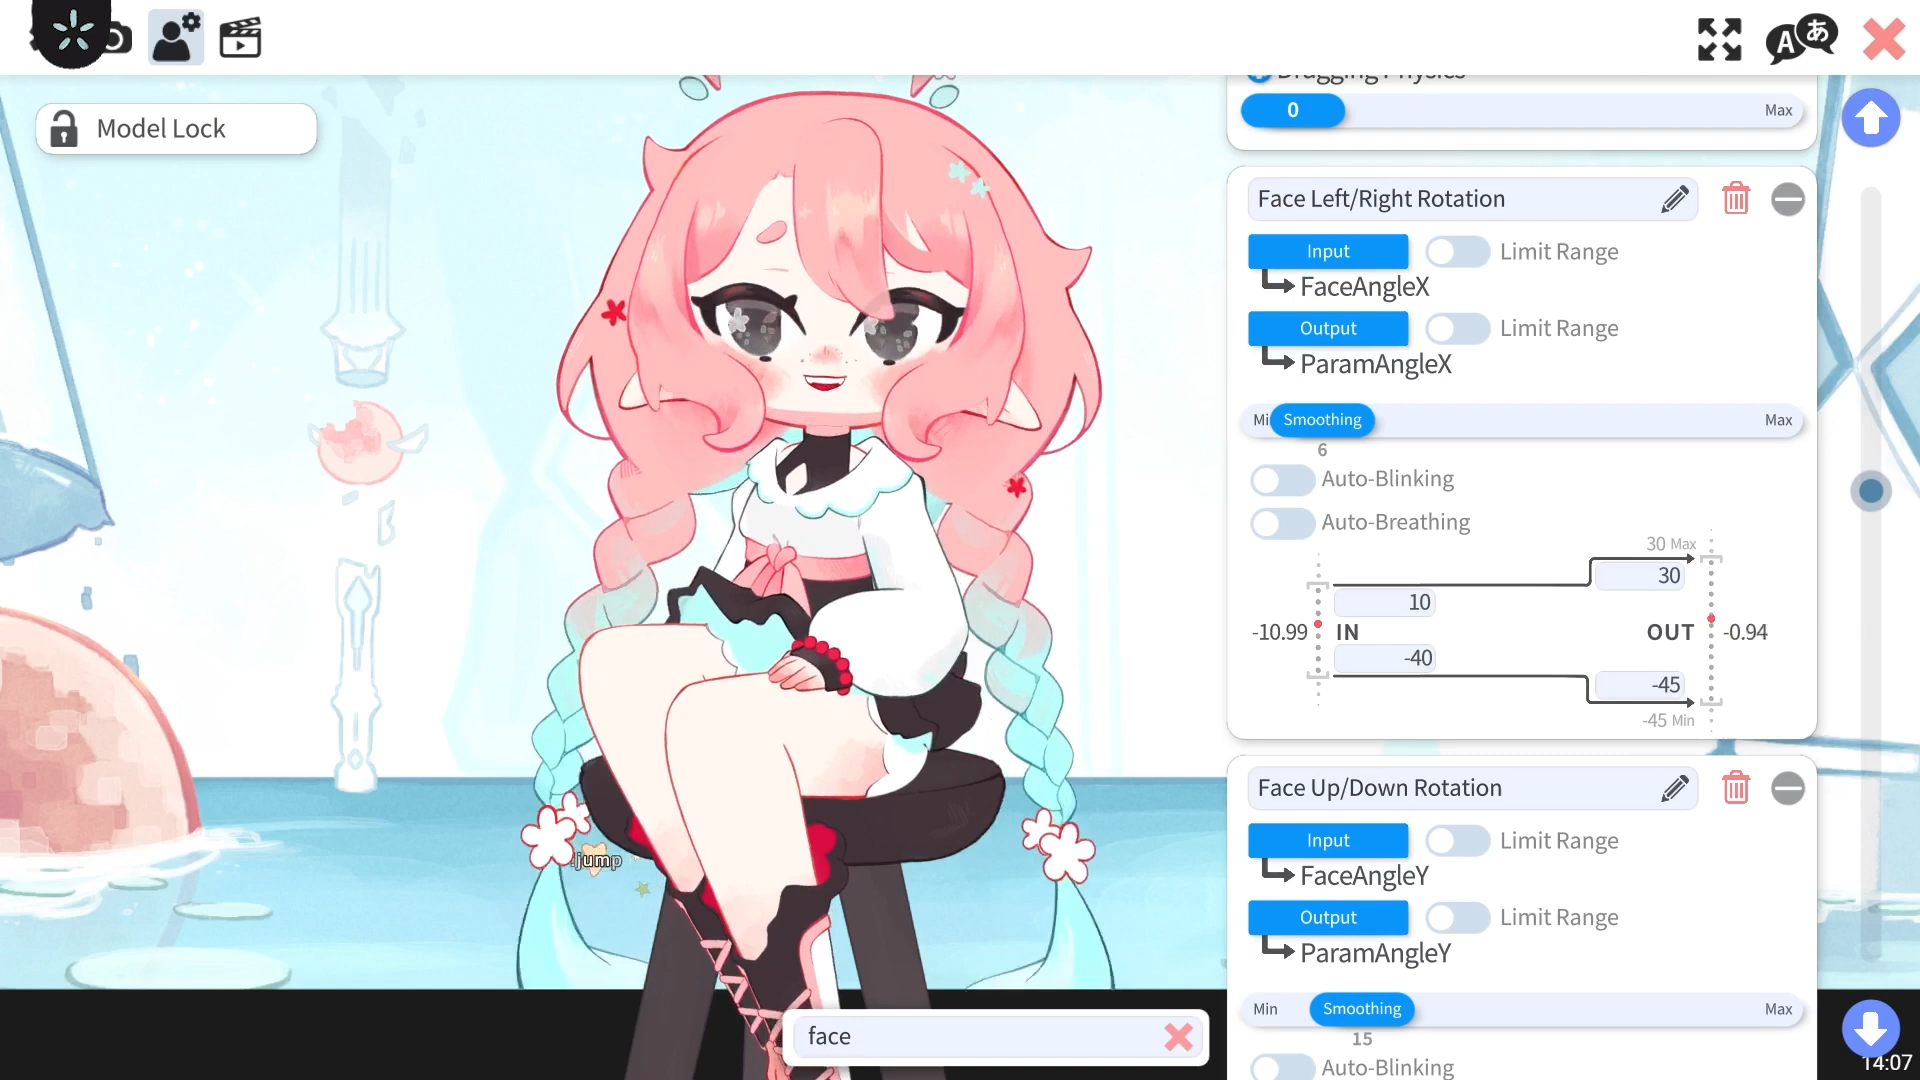 Model Lock
Dragging Physics
0 Max
Face Left/Right Rotation
Input Limit Range
FaceAngleX
Output Limit Range
ParamAngleX
Smoothing Max
6
Auto-Blinking
Auto-Breathing
30 Max
30
10
-10.99 IN OUT -0.94
-40
-45
-45 Min
Face Up/Down Rotation
Input Limit Range
FaceAngleY
Output Limit Range
ParamAngleY
Min Smoothing Max
15
Auto-Blinking
!jump
face
14:07
A あ